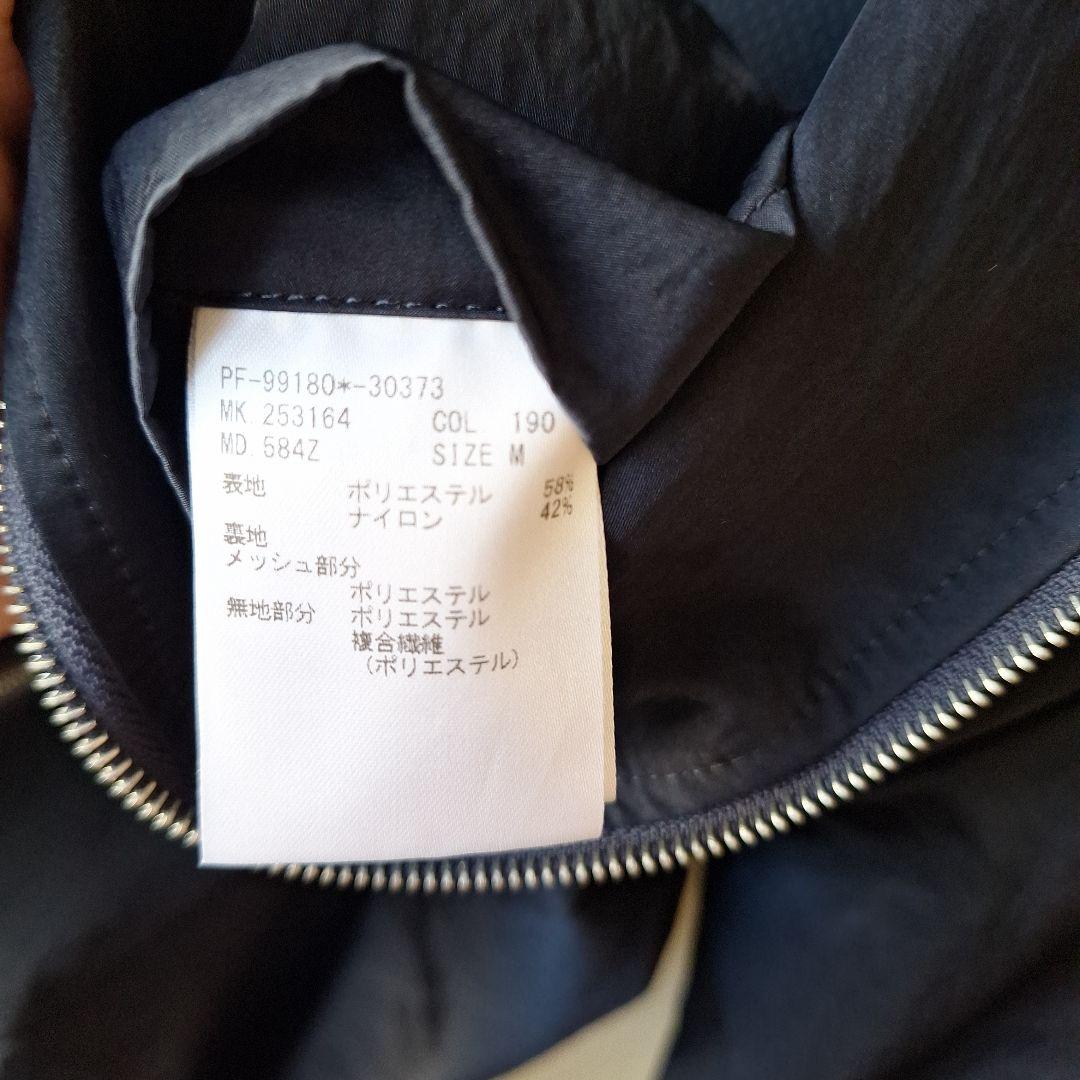 PF-99180*-30373
MK. 253164 COL. 190
MD. 584Z SIZE M
表地 ポリエステル 58%
ナイロン 42%
裏地
メッシュ部分
ポリエステル
無地部分 ポリエステル
複合繊維
(ポリエステル)